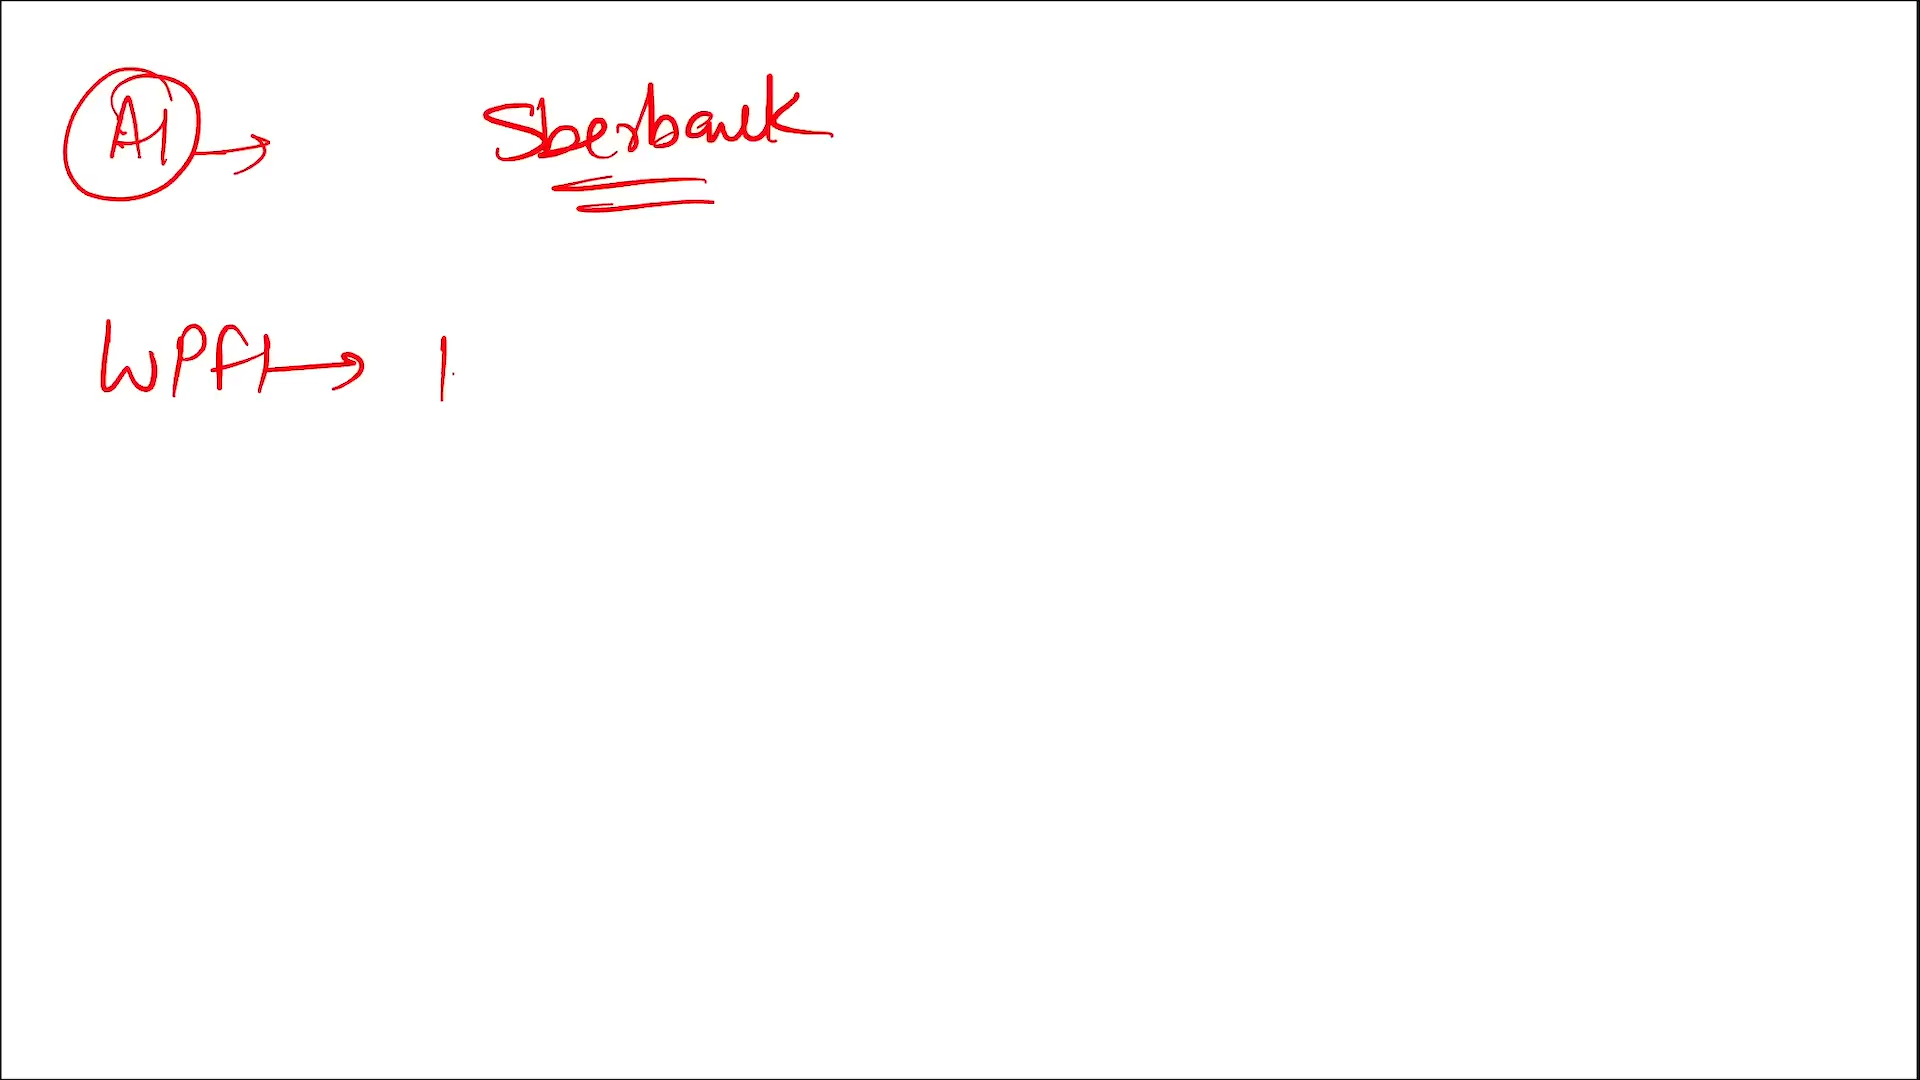 AI → Sberbank
WPA →